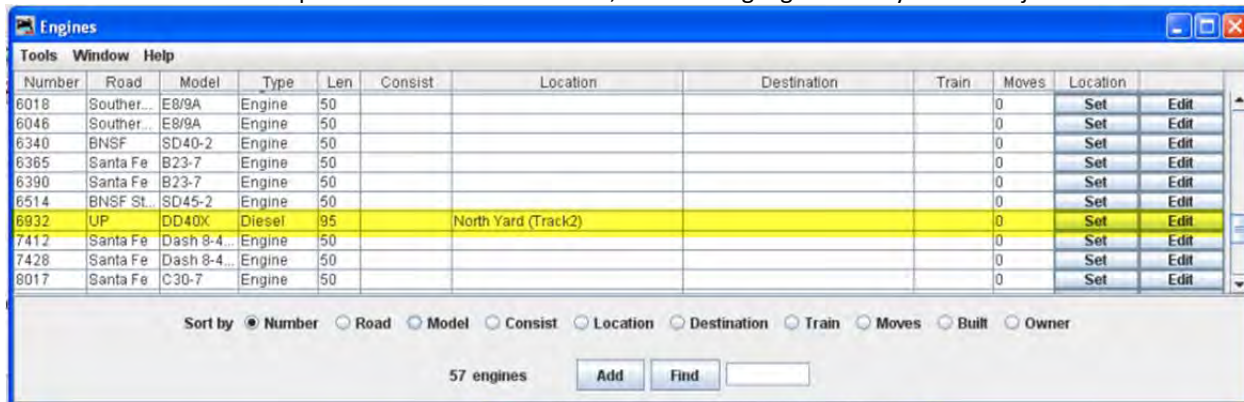 Engines
Tools Window Help
Number Road Model Type Len Consist Location Destination Train Moves Location
6018 Souther... E8/9A Engine 50 0 Set Edit
6046 Souther... E8/9A Engine 50 0 Set Edit
6340 BNSF SD40-2 Engine 50 0 Set Edit
6365 Santa Fe B23-7 Engine 50 0 Set Edit
6390 Santa Fe B23-7 Engine 50 0 Set Edit
6514 BNSF St... SD45-2 Engine 50 0 Set Edit
6932 UP DD40X Diesel 95 North Yard (Track2) 0 Set Edit
7412 Santa Fe Dash 8-4... Engine 50 0 Set Edit
7428 Santa Fe Dash 8-4... Engine 50 0 Set Edit
8017 Santa Fe C30-7 Engine 50 0 Set Edit
Sort by Number Road Model Consist Location Destination Train Moves Built Owner
57 engines Add Find